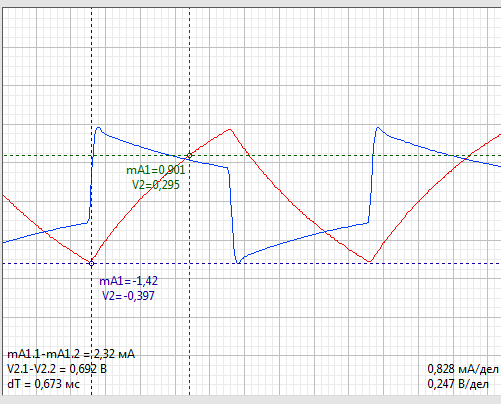 mA1=0,901
V2=0,295
mA1=-1,42
V2=-0,397
mA1.1-mA1.2 = 2,32 мА
V2.1-V2.2 = 0,692 В
dT = 0,673 мс
0,828 мА/дел
0,247 В/дел